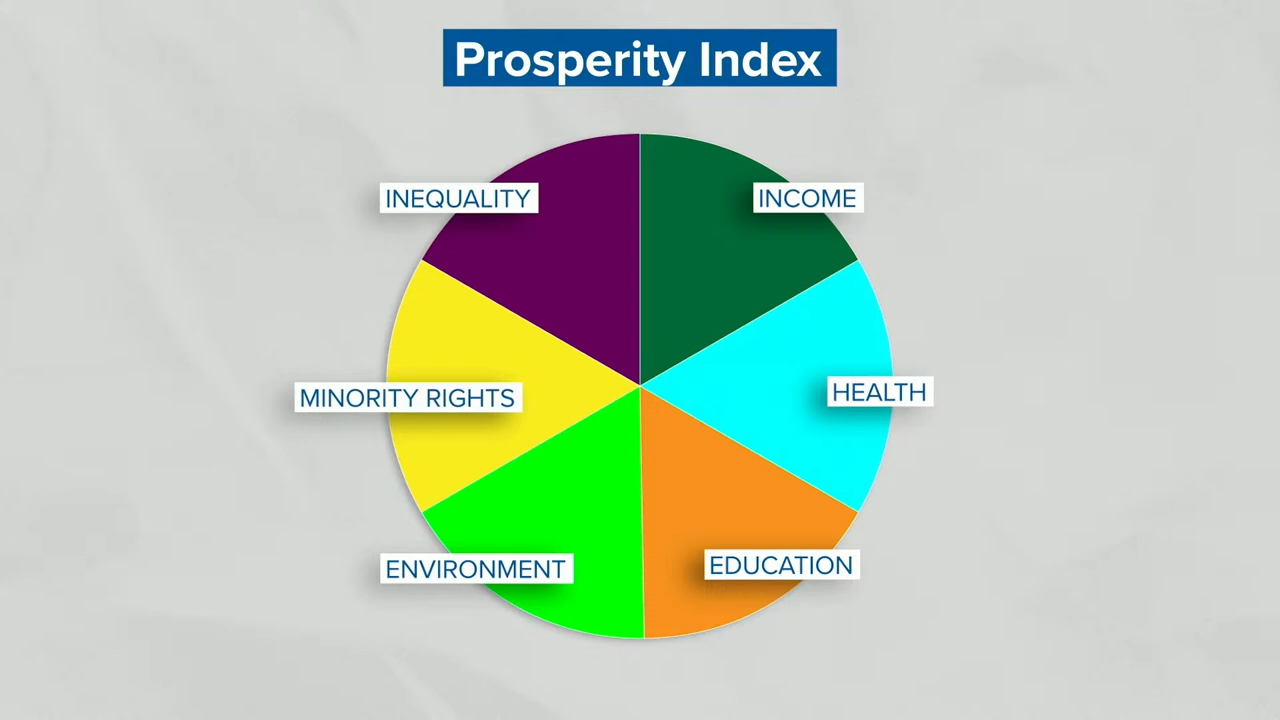 Prosperity Index
INEQUALITY
INCOME
MINORITY RIGHTS
HEALTH
ENVIRONMENT
EDUCATION